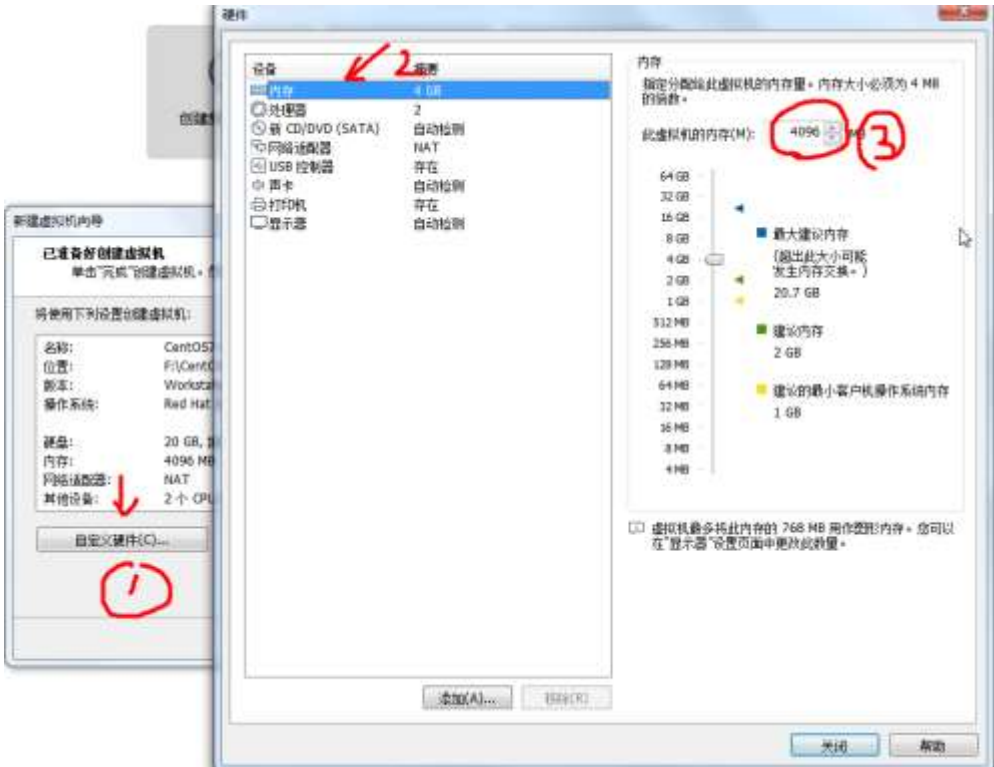 硬件
设备 摘要
内存 4 GB
处理器 2
新 CD/DVD (SATA) 自动检测
网络适配器 NAT
USB 控制器 存在
声卡 自动检测
打印机 存在
显示器 自动检测
添加(A)...
移除(R)
2
内存
指定分配给此虚拟机的内存量。内存大小必须为 4 MB
的倍数。
此虚拟机的内存(M): 4096 MB
3
64 GB
32 GB
16 GB
8 GB
4 GB
2 GB
1 GB
512 MB
256 MB
128 MB
64 MB
32 MB
16 MB
8 MB
4 MB
最大建议内存
(超出此大小可能
发生内存交换。)
20.7 GB
建议内存
2 GB
建议的最小客户机操作系统内存
1 GB
虚拟机最多将此内存的 768 MB 用作图形内存。您可以
在"显示器"设置页面中更改此数量。
关闭
帮助
新建虚拟机向导
已准备好创建虚拟机
单击"完成"创建虚拟机。
将使用下列设置创建虚拟机:
名称: CentOS7
位置: F:\CentO
版本: Worksta
操作系统: Red Hat
硬盘: 20 GB,
内存: 4096 MB
网络适配器: NAT
其他设备: 2 个 CPU
自定义硬件(C)...
1